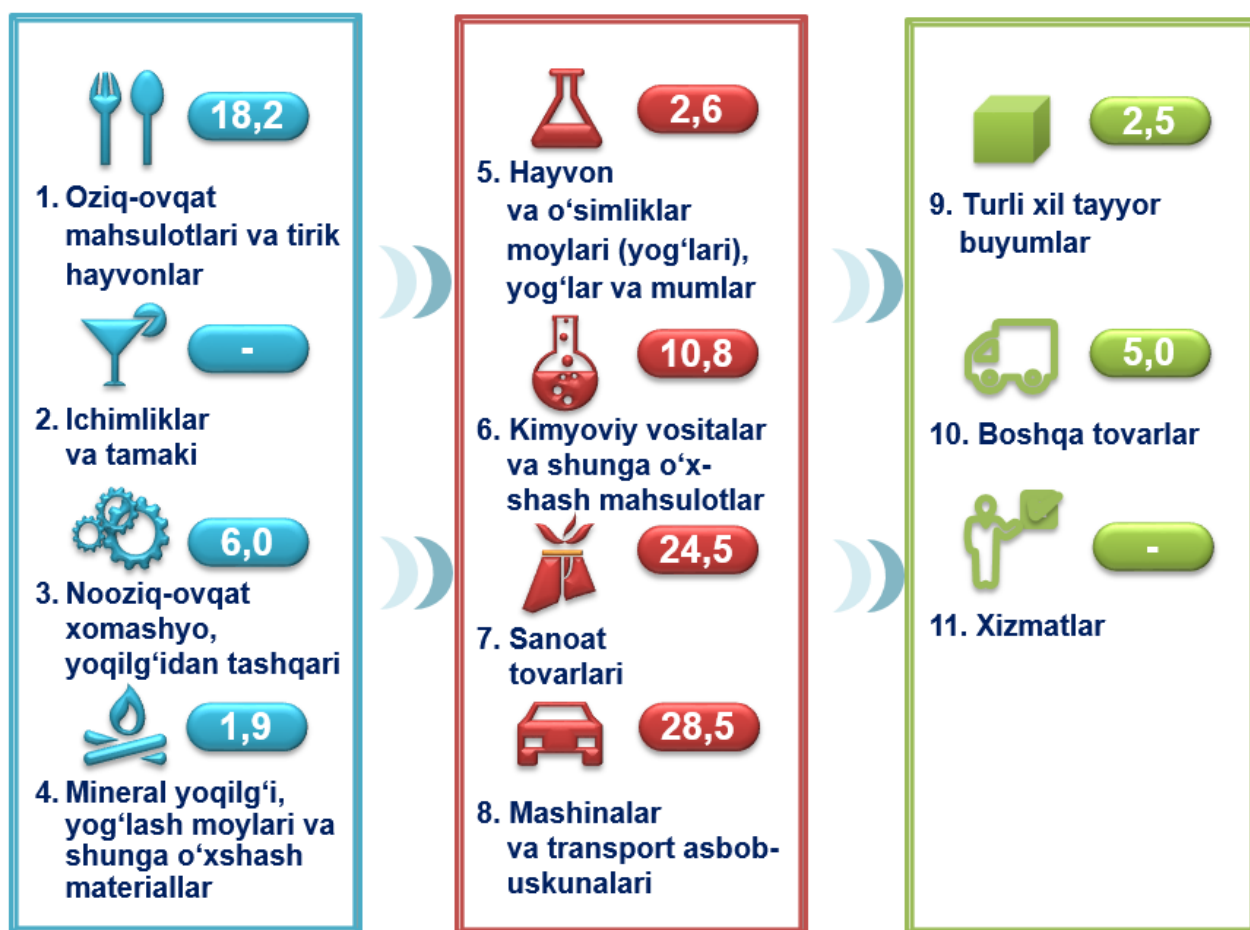 18,2
1. Oziq-ovqat
mahsulotlari va tirik
hayvonlar
-
2. Ichimliklar
va tamaki
6,0
3. Nooziq-ovqat
xomashyo,
yoqilg‘idan tashqari
1,9
4. Mineral yoqilg‘i,
yog‘lash moylari va
shunga o‘xshash
materiallar
2,6
5. Hayvon
va o‘simliklar
moylari (yog‘lari),
yog‘lar va mumlar
10,8
6. Kimyoviy vositalar
va shunga o‘x-
shash mahsulotlar
24,5
7. Sanoat
tovarlari
28,5
8. Mashinalar
va transport asbob-
uskunalari
2,5
9. Turli xil tayyor
buyumlar
5,0
10. Boshqa tovarlar
-
11. Xizmatlar